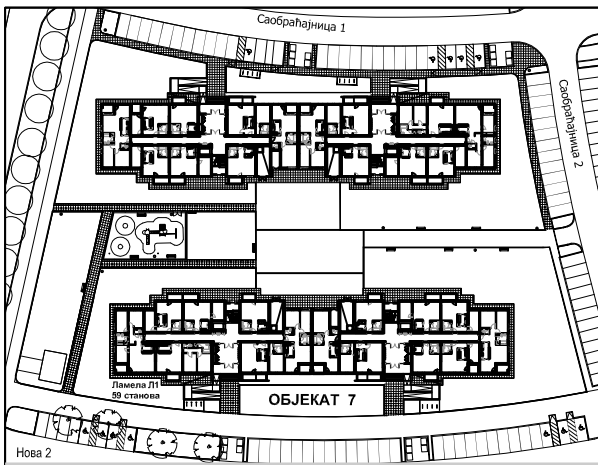 Саобраћајница 1
Саобраћајница 2
Ламела Л1
59 станова
ОБЈЕКАТ 7
Нова 2